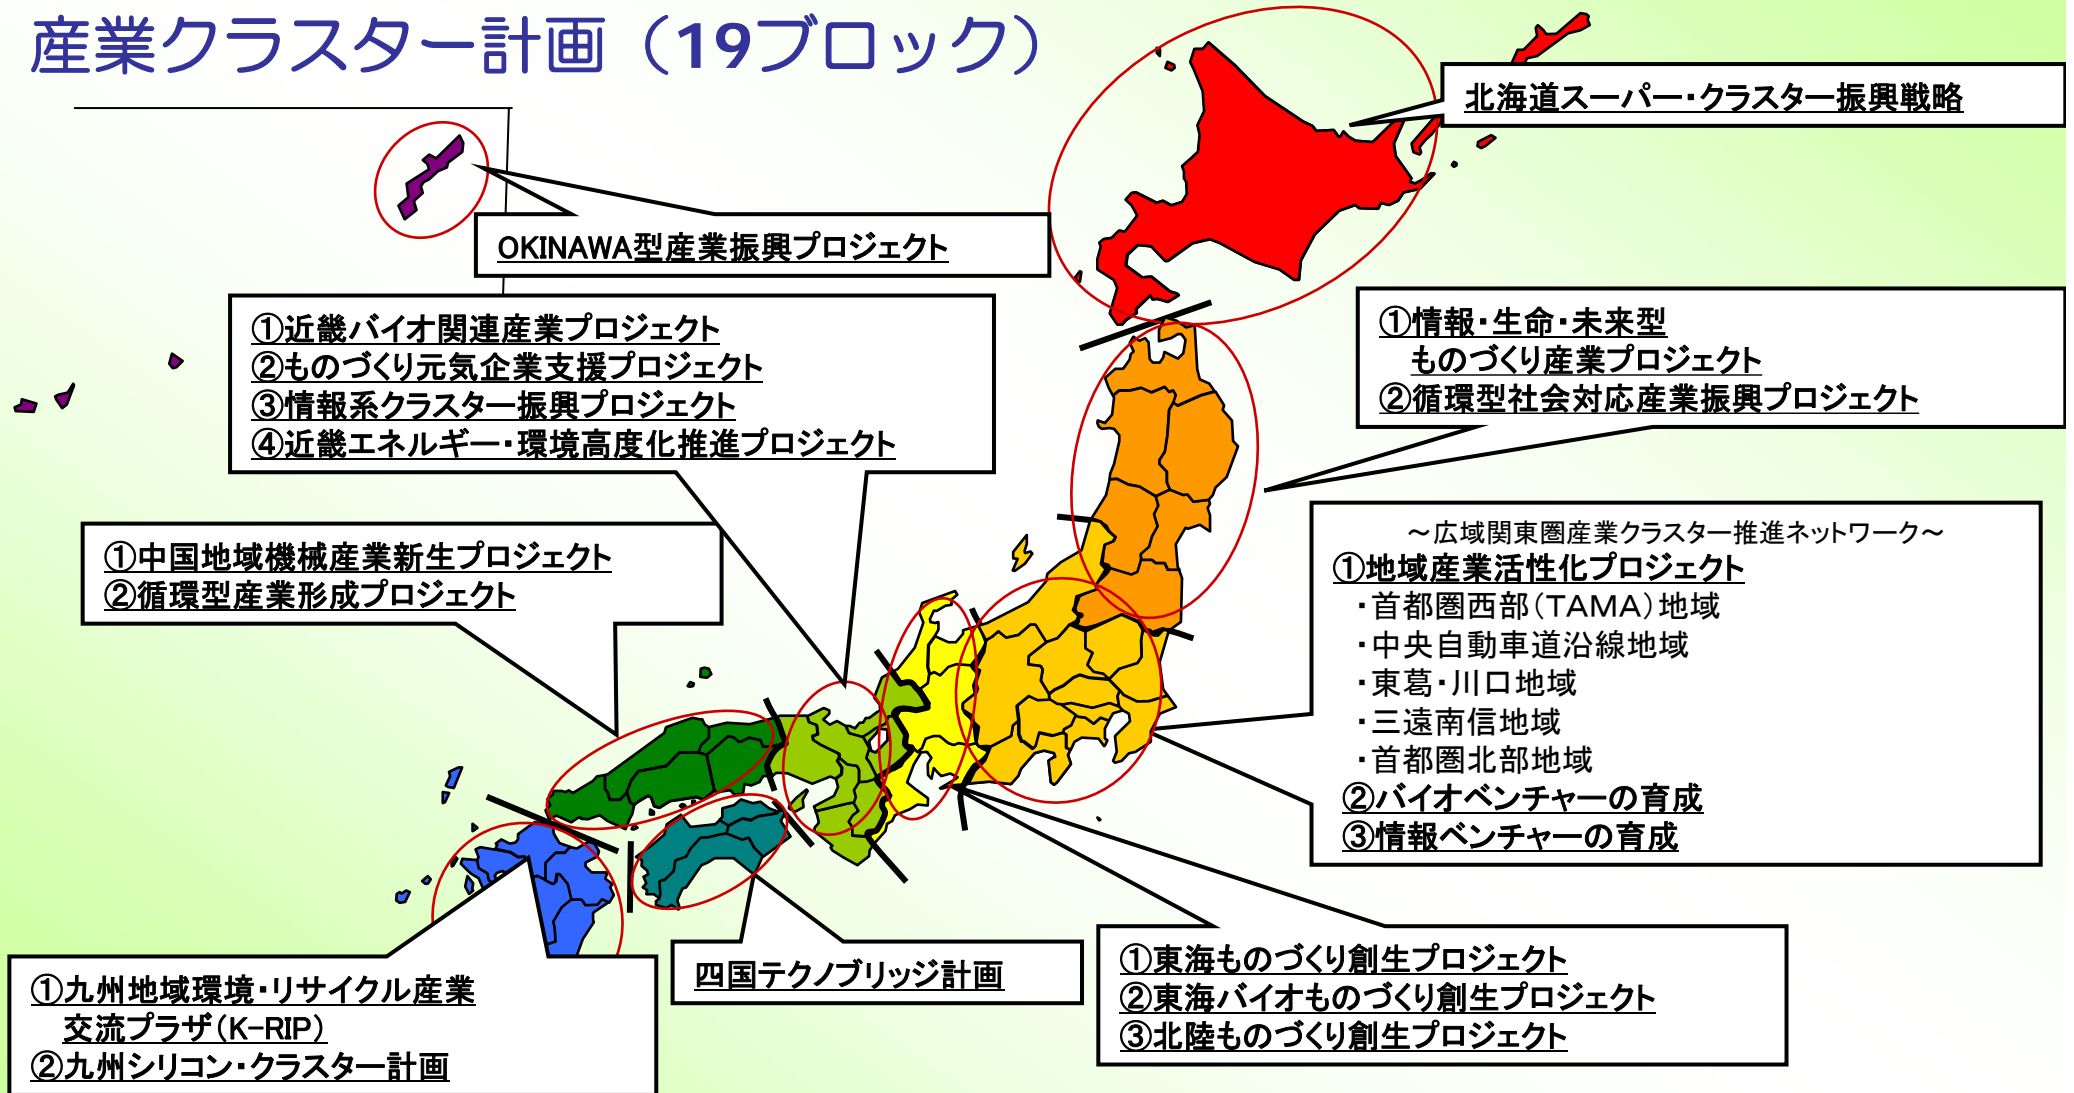 産業クラスター計画（19ブロック）
北海道スーパー・クラスター振興戦略
OKINAWA型産業振興プロジェクト
①近畿バイオ関連産業プロジェクト
②ものづくり元気企業支援プロジェクト
③情報系クラスター振興プロジェクト
④近畿エネルギー・環境高度化推進プロジェクト
①情報・生命・未来型
ものづくり産業プロジェクト
②循環型社会対応産業振興プロジェクト
①中国地域機械産業新生プロジェクト
②循環型産業形成プロジェクト
～広域関東圏産業クラスター推進ネットワーク～
①地域産業活性化プロジェクト
・首都圏西部（TAMA）地域
・中央自動車道沿線地域
・東葛・川口地域
・三遠南信地域
・首都圏北部地域
②バイオベンチャーの育成
③情報ベンチャーの育成
①九州地域環境・リサイクル産業
交流プラザ（K-RIP）
②九州シリコン・クラスター計画
四国テクノブリッジ計画
①東海ものづくり創生プロジェクト
②東海バイオものづくり創生プロジェクト
③北陸ものづくり創生プロジェクト